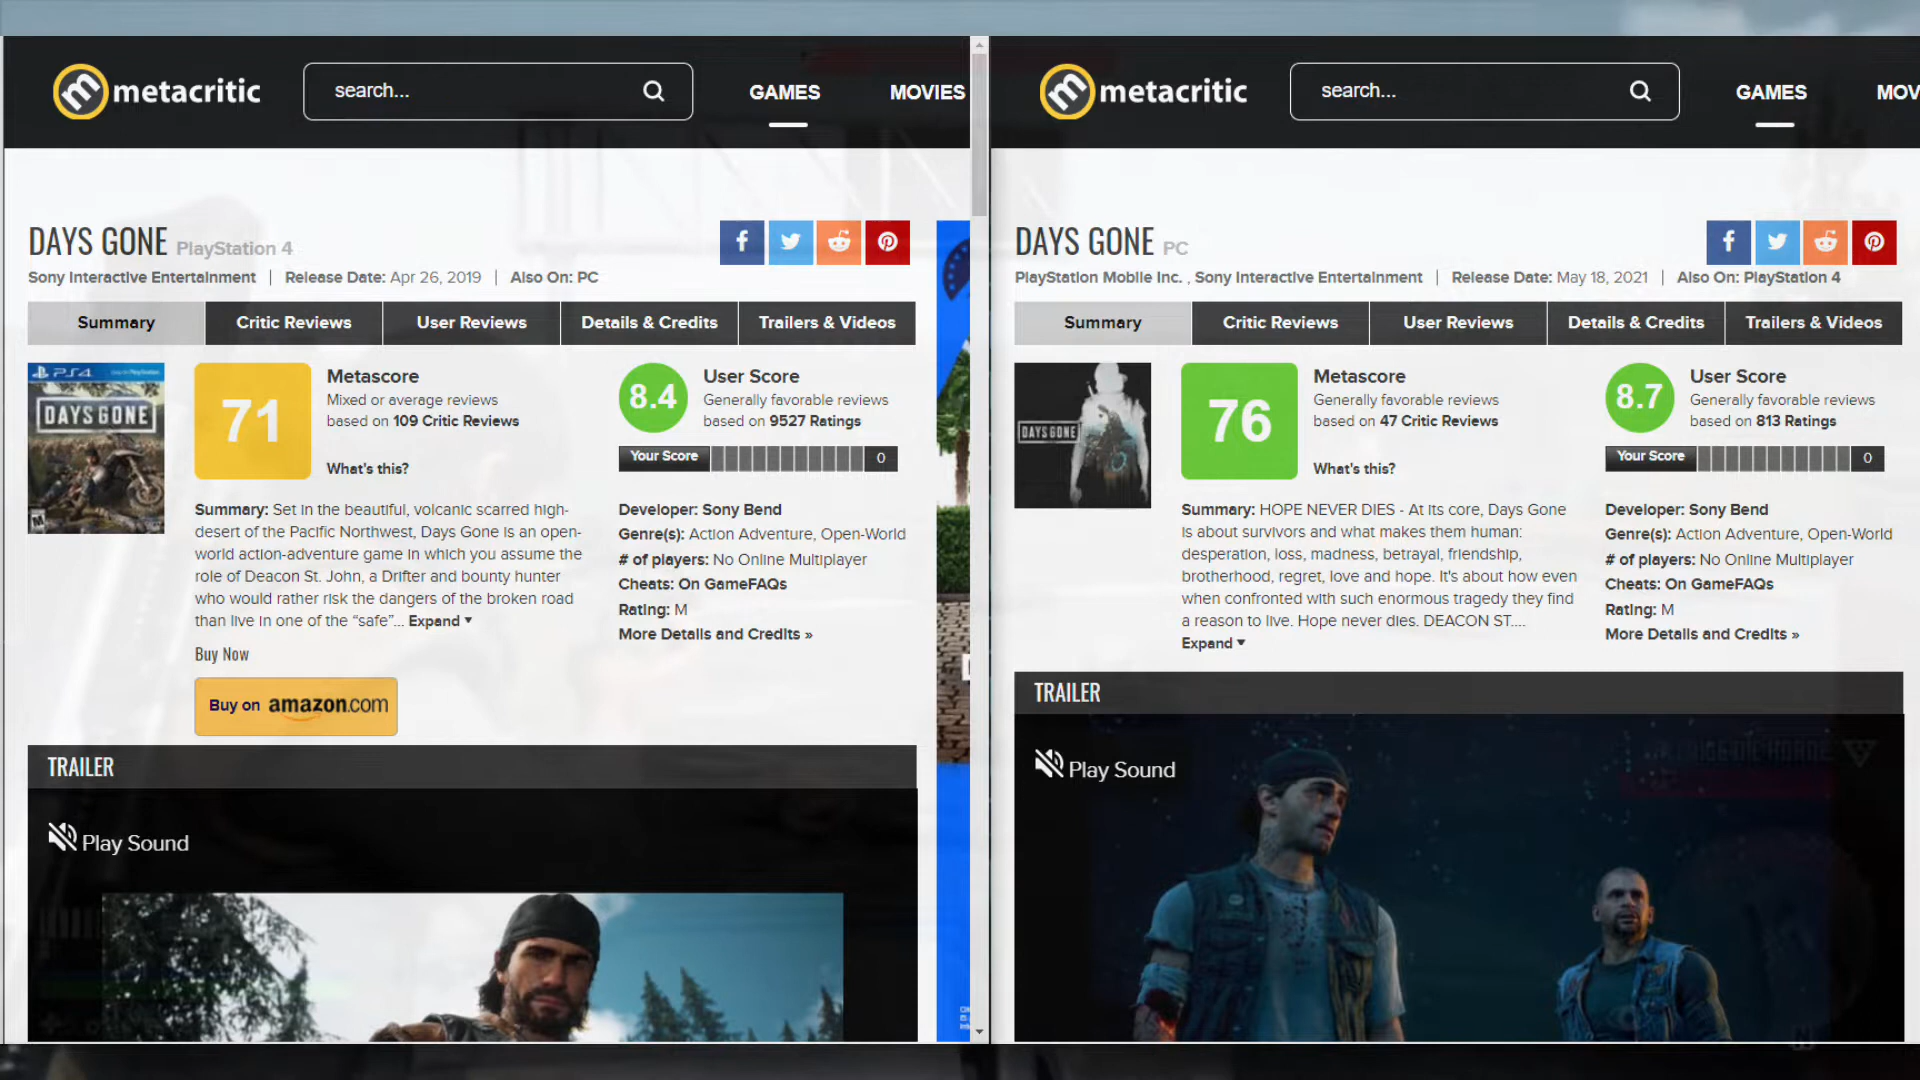 metacritic
search...
GAMES
MOVIES
DAYS GONE PlayStation 4
Sony Interactive Entertainment | Release Date: Apr 26, 2019 | Also On: PC
Summary
Critic Reviews
User Reviews
Details & Credits
Trailers & Videos
PS4
DAYS GONE
M
71
Metascore
Mixed or average reviews
based on 109 Critic Reviews
What's this?
8.4
User Score
Generally favorable reviews
based on 9527 Ratings
Your Score
0
Summary: Set in the beautiful, volcanic scarred high-
desert of the Pacific Northwest, Days Gone is an open-
world action-adventure game in which you assume the
role of Deacon St. John, a Drifter and bounty hunter
who would rather risk the dangers of the broken road
than live in one of the “safe”... Expand
Developer: Sony Bend
Genre(s): Action Adventure, Open-World
# of players: No Online Multiplayer
Cheats: On GameFAQs
Rating: M
More Details and Credits »
Buy Now
Buy on amazon.com
TRAILER
Play Sound
metacritic
search...
GAMES
MOV
DAYS GONE PC
PlayStation Mobile Inc. , Sony Interactive Entertainment | Release Date: May 18, 2021 | Also On: PlayStation 4
Summary
Critic Reviews
User Reviews
Details & Credits
Trailers & Videos
DAYS GONE
76
Metascore
Generally favorable reviews
based on 47 Critic Reviews
What's this?
8.7
User Score
Generally favorable reviews
based on 813 Ratings
Your Score
0
Summary: HOPE NEVER DIES - At its core, Days Gone
is about survivors and what makes them human:
desperation, loss, madness, betrayal, friendship,
brotherhood, regret, love and hope. It's about how even
when confronted with such enormous tragedy they find
a reason to live. Hope never dies. DEACON ST....
Expand
Developer: Sony Bend
Genre(s): Action Adventure, Open-World
# of players: No Online Multiplayer
Cheats: On GameFAQs
Rating: M
More Details and Credits »
TRAILER
Play Sound